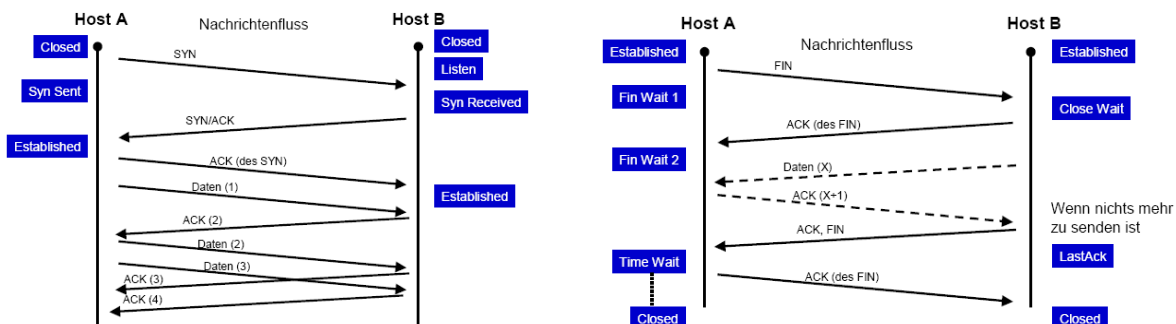 Host A
Nachrichtenfluss
Host B
Closed
Closed
SYN
Listen
Syn Sent
Syn Received
SYN/ACK
Established
ACK (des SYN)
Daten (1)
Established
ACK (2)
Daten (2)
Daten (3)
ACK (3)
ACK (4)
Host A
Nachrichtenfluss
Host B
Established
Established
FIN
Fin Wait 1
Close Wait
ACK (des FIN)
Fin Wait 2
Daten (X)
ACK (X+1)
Wenn nichts mehr
zu senden ist
ACK, FIN
Time Wait
LastAck
ACK (des FIN)
Closed
Closed